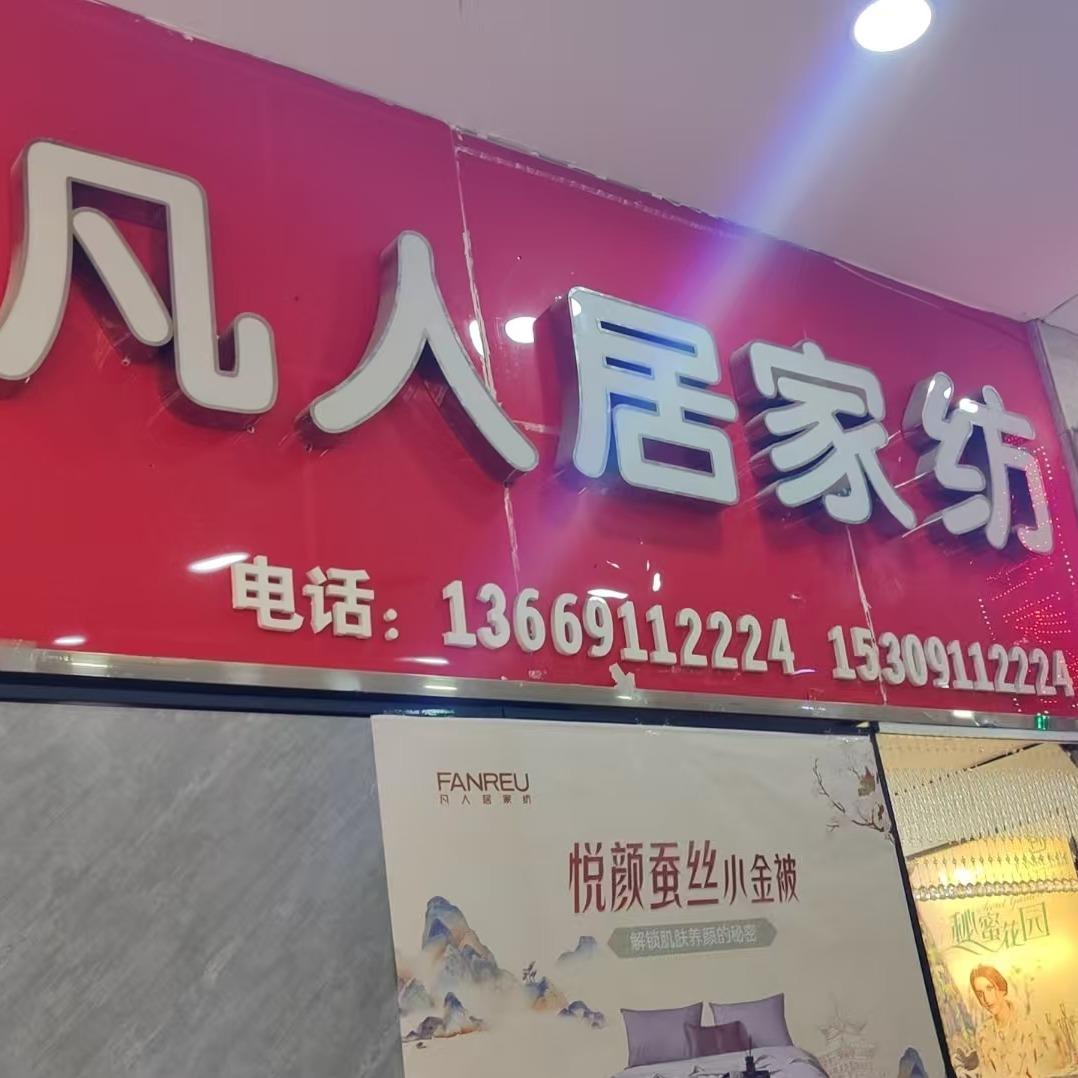 凡人居家纺
电话：13669112224 15309112224
FANREU
凡人居家纺
悦颜蚕丝小金被
解锁肌肤养颜的秘密
秘蜜花园